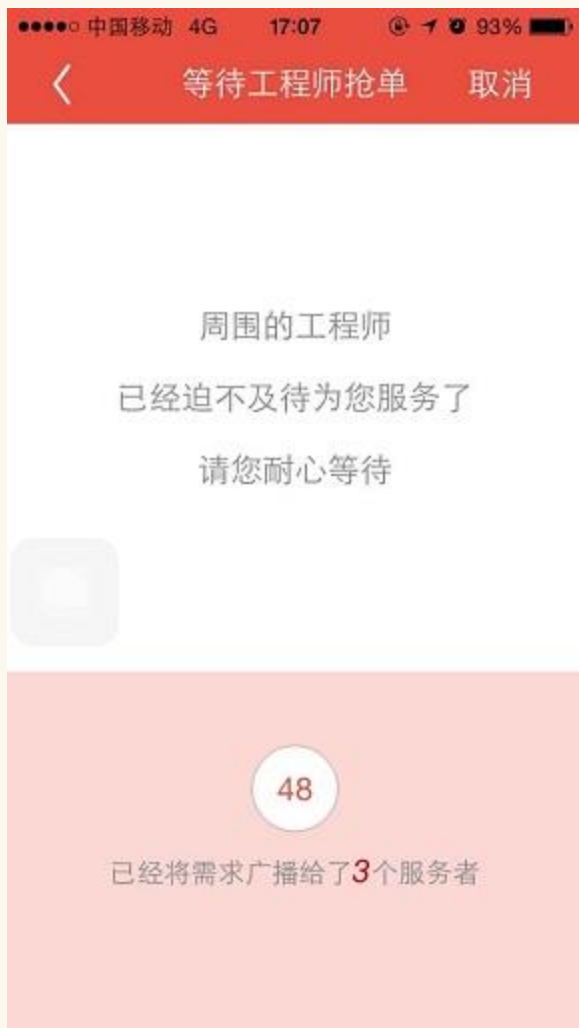 中国移动 4G 17:07 93%
等待工程师抢单 取消
周围的工程师
已经迫不及待为您服务了
请您耐心等待
48
已经将需求广播给了3个服务者